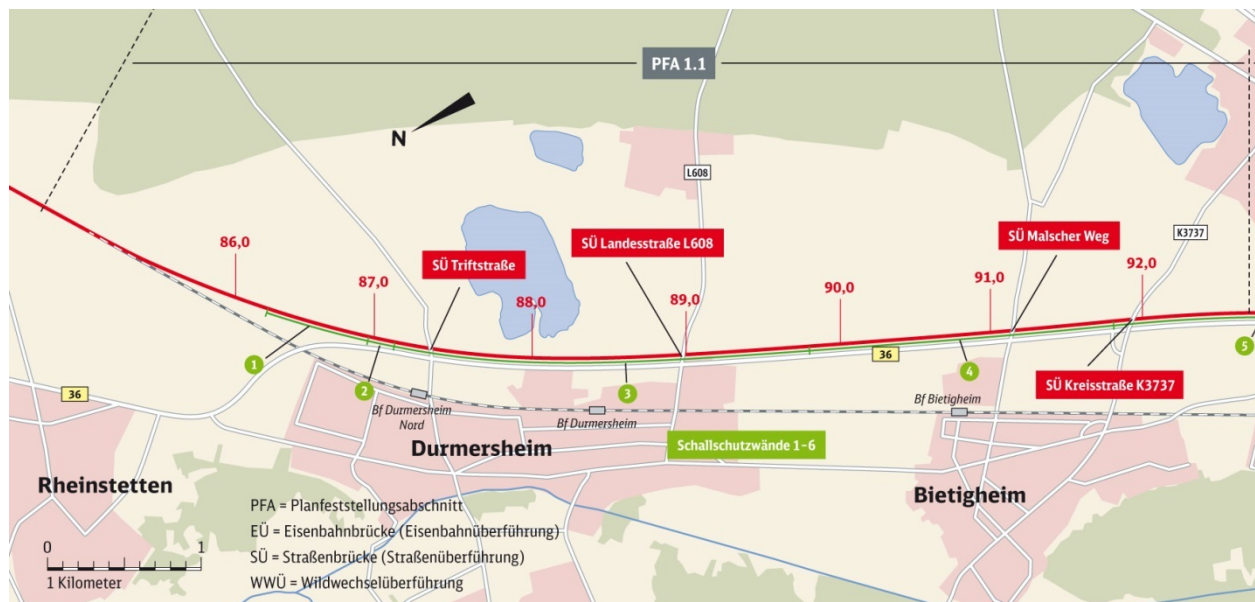 PFA 1.1
N
L608
K3737
86,0
SÜ Triftstraße
SÜ Landesstraße L608
SÜ Malscher Weg
87,0
88,0
89,0
90,0
91,0
92,0
1
2
3
36
4
5
36
SÜ Kreisstraße K3737
Bf Durmersheim
Nord
Bf Durmersheim
Bf Bietigheim
Durmersheim
Schallschutzwände 1–6
Rheinstetten
Bietigheim
PFA = Planfeststellungsabschnitt
EÜ = Eisenbahnbrücke (Eisenbahnüberführung)
SÜ = Straßenbrücke (Straßenüberführung)
WWÜ = Wildwechselüberführung
0 1
1 Kilometer